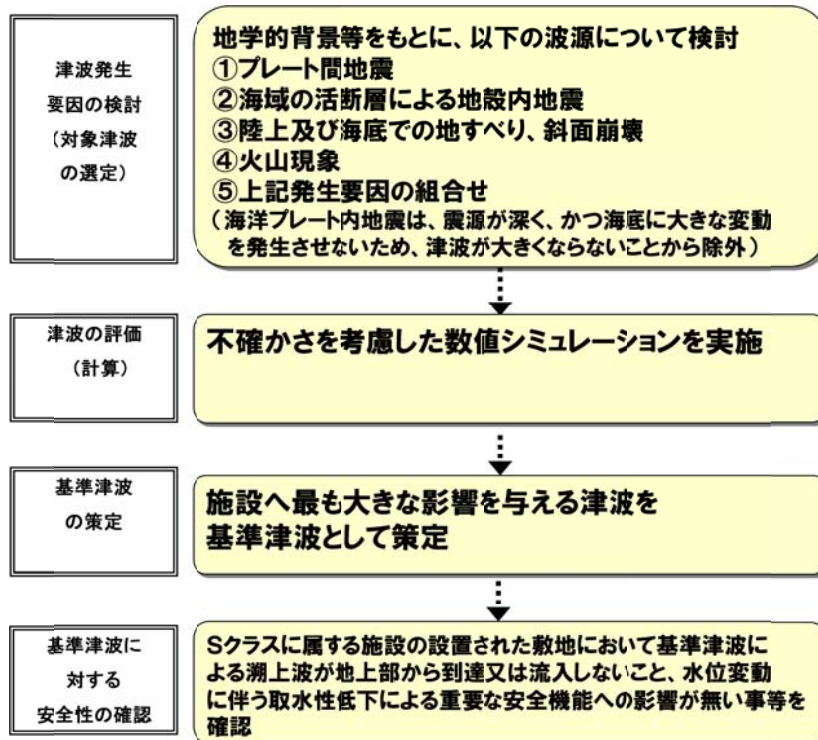 津波発生
要因の検討
（対象津波
の選定）
地学的背景等をもとに、以下の波源について検討
①プレート間地震
②海域の活断層による地殻内地震
③陸上及び海底での地すべり、斜面崩壊
④火山現象
⑤上記発生要因の組合せ
（海洋プレート内地震は、震源が深く、かつ海底に大きな変動
を発生させないため、津波が大きくならないことから除外）
津波の評価
（計算）
不確かさを考慮した数値シミュレーションを実施
基準津波
の策定
施設へ最も大きな影響を与える津波を
基準津波として策定
基準津波に
対する
安全性の確認
Sクラスに属する施設の設置された敷地において基準津波に
よる遡上波が地上部から到達又は流入しないこと、水位変動
に伴う取水性低下による重要な安全機能への影響が無い事等を
確認